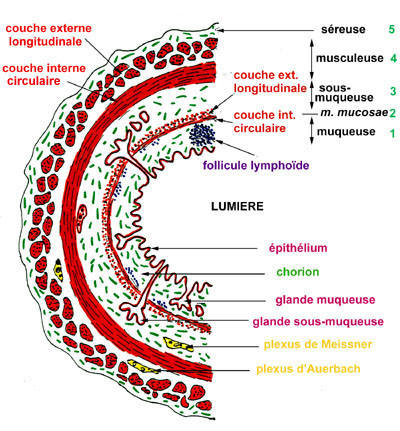 couche externe
longitudinale
couche interne
circulaire
séreuse 5
musculeuse 4
couche ext.
longitudinale
sous-
muqueuse 3
couche int.
circulaire
m. mucosae 2
muqueuse 1
follicule lymphoïde
LUMIERE
épithélium
chorion
glande muqueuse
glande sous-muqueuse
plexus de Meissner
plexus d'Auerbach